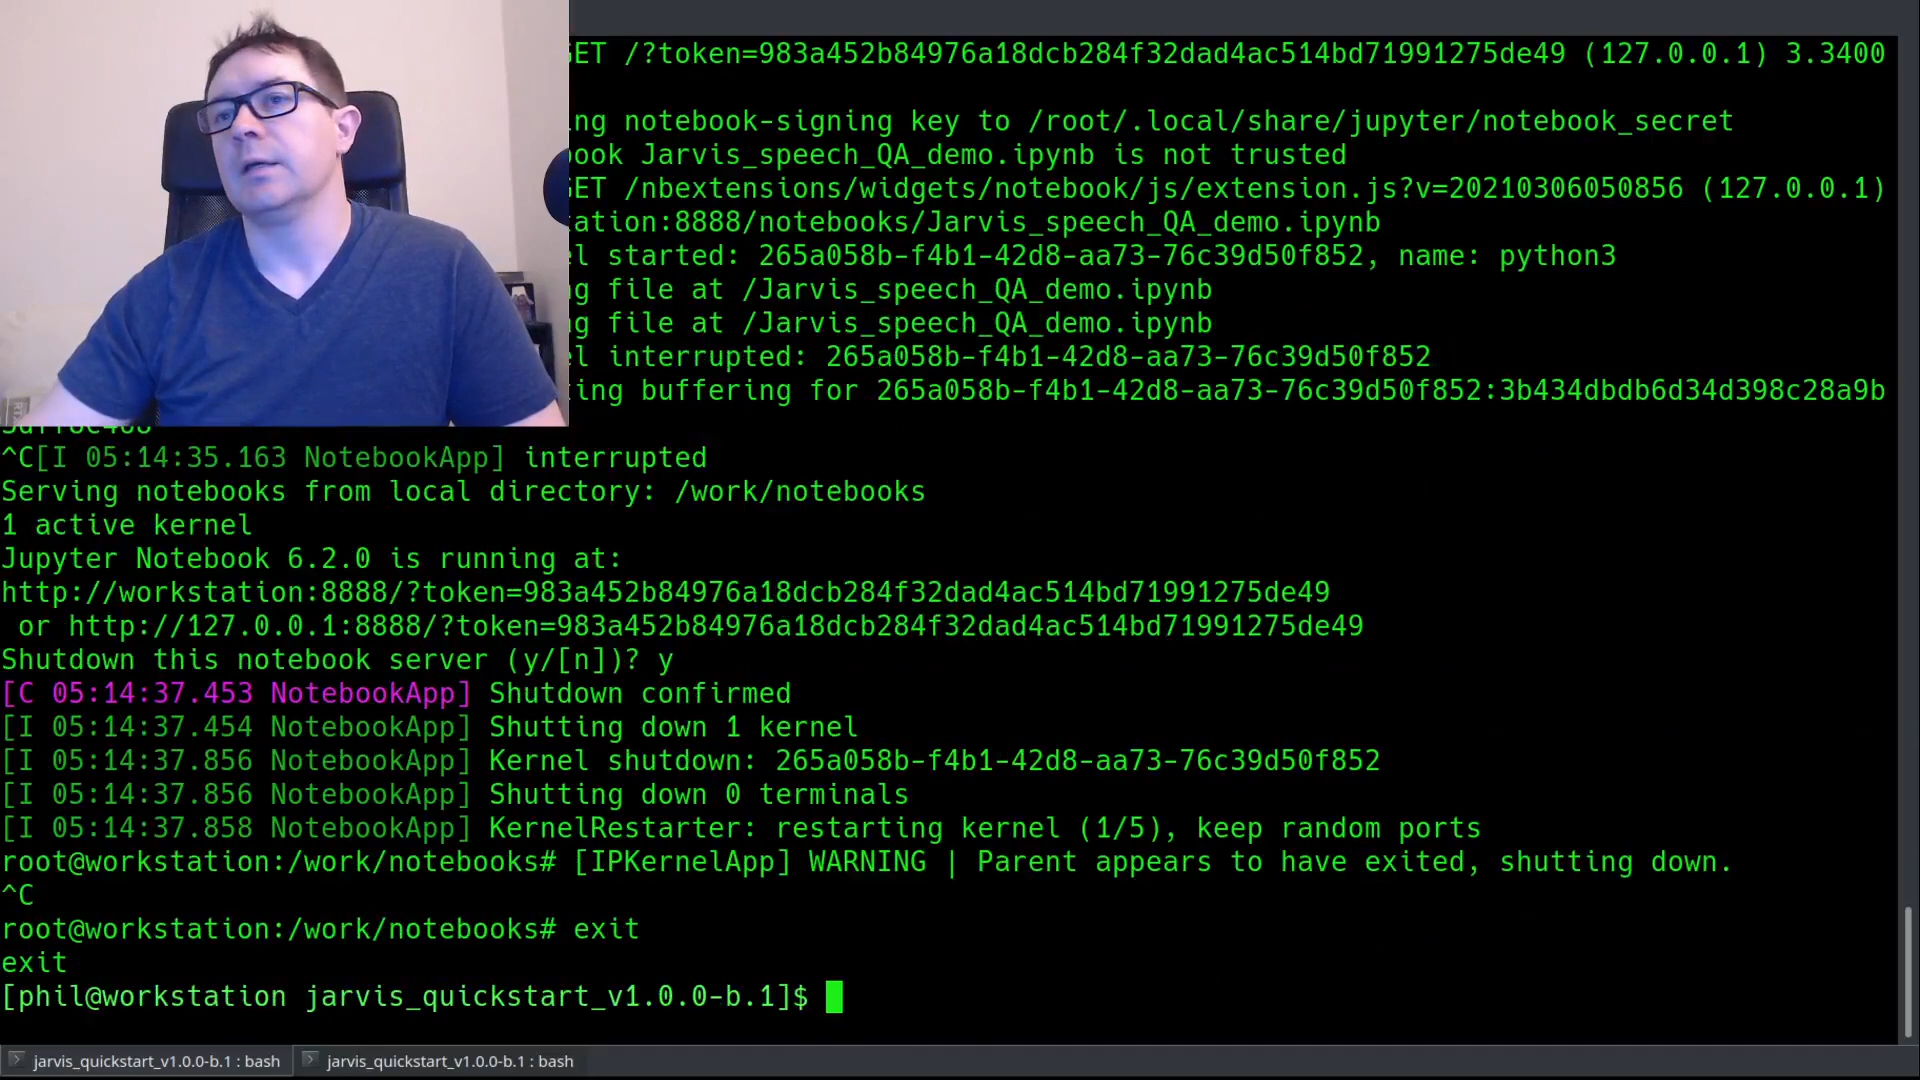 GET /?token=983a452b84976a18dcb284f32dad4ac514bd71991275de49 (127.0.0.1) 3.3400
ng notebook-signing key to /root/.local/share/jupyter/notebook_secret
ook Jarvis_speech_QA_demo.ipynb is not trusted
GET /nbextensions/widgets/notebook/js/extension.js?v=20210306050856 (127.0.0.1)
tation:8888/notebooks/Jarvis_speech_QA_demo.ipynb
el started: 265a058b-f4b1-42d8-aa73-76c39d50f852, name: python3
g file at /Jarvis_speech_QA_demo.ipynb
g file at /Jarvis_speech_QA_demo.ipynb
el interrupted: 265a058b-f4b1-42d8-aa73-76c39d50f852
ting buffering for 265a058b-f4b1-42d8-aa73-76c39d50f852:3b434dbdb6d34d398c28a9b
^C[I 05:14:35.163 NotebookApp] interrupted
Serving notebooks from local directory: /work/notebooks
1 active kernel
Jupyter Notebook 6.2.0 is running at:
http://workstation:8888/?token=983a452b84976a18dcb284f32dad4ac514bd71991275de49
 or http://127.0.0.1:8888/?token=983a452b84976a18dcb284f32dad4ac514bd71991275de49
Shutdown this notebook server (y/[n])? y
[C 05:14:37.453 NotebookApp] Shutdown confirmed
[I 05:14:37.454 NotebookApp] Shutting down 1 kernel
[I 05:14:37.856 NotebookApp] Kernel shutdown: 265a058b-f4b1-42d8-aa73-76c39d50f852
[I 05:14:37.856 NotebookApp] Shutting down 0 terminals
[I 05:14:37.858 NotebookApp] KernelRestarter: restarting kernel (1/5), keep random ports
root@workstation:/work/notebooks# [IPKernelApp] WARNING | Parent appears to have exited, shutting down.
^C
root@workstation:/work/notebooks# exit
exit
[phil@workstation jarvis_quickstart_v1.0.0-b.1]$
jarvis_quickstart_v1.0.0-b.1 : bash
jarvis_quickstart_v1.0.0-b.1 : bash